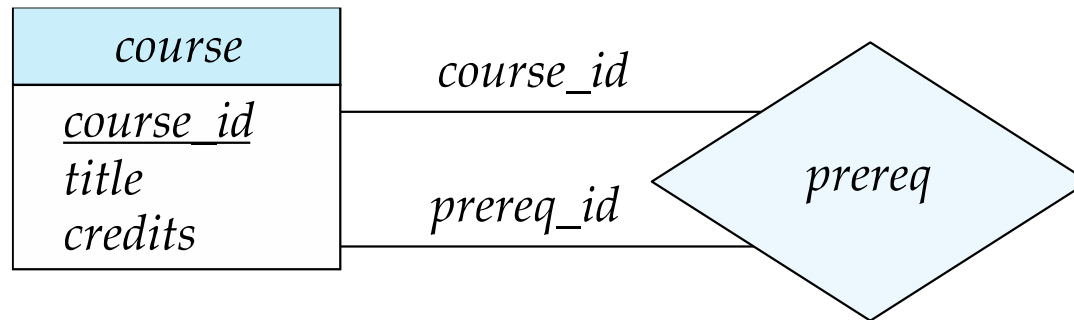 course
course_id
title
credits
course_id
prereq_id
prereq